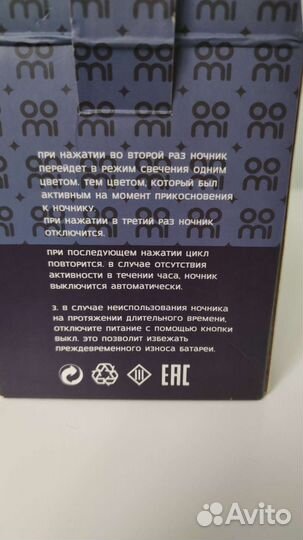 ПРИ НАЖАТИИ ВО ВТОРОЙ РАЗ НОЧНИК
ПЕРЕЙДЕТ В РЕЖИМ СВЕЧЕНИЯ ОДНИМ
ЦВЕТОМ. ТЕМ ЦВЕТОМ, КОТОРЫЙ БЫЛ
АКТИВНЫМ НА МОМЕНТ ПРИКОСНОВЕНИЯ
К НОЧНИКУ.
ПРИ НАЖАТИИ В ТРЕТИЙ РАЗ НОЧНИК
ОТКЛЮЧИТСЯ.
ПРИ ПОСЛЕДУЮЩЕМ НАЖАТИИ ЦИКЛ
ПОВТОРИТСЯ. В СЛУЧАЕ ОТСУТСТВИЯ
АКТИВНОСТИ В ТЕЧЕНИИ ЧАСА, НОЧНИК
ВЫКЛЮЧИТСЯ АВТОМАТИЧЕСКИ.
3. В СЛУЧАЕ НЕИСПОЛЬЗОВАНИЯ НОЧНИКА
НА ПРОТЯЖЕНИИ ДЛИТЕЛЬНОГО ВРЕМЕНИ,
ОТКЛЮЧИТЕ ПИТАНИЕ С ПОМОЩЬЮ КНОПКИ
ВЫКЛ. ЭТО ПОЗВОЛИТ ИЗБЕЖАТЬ
ПРЕЖДЕВРЕМЕННОГО ИЗНОСА БАТАРЕИ.
EAC
Avito